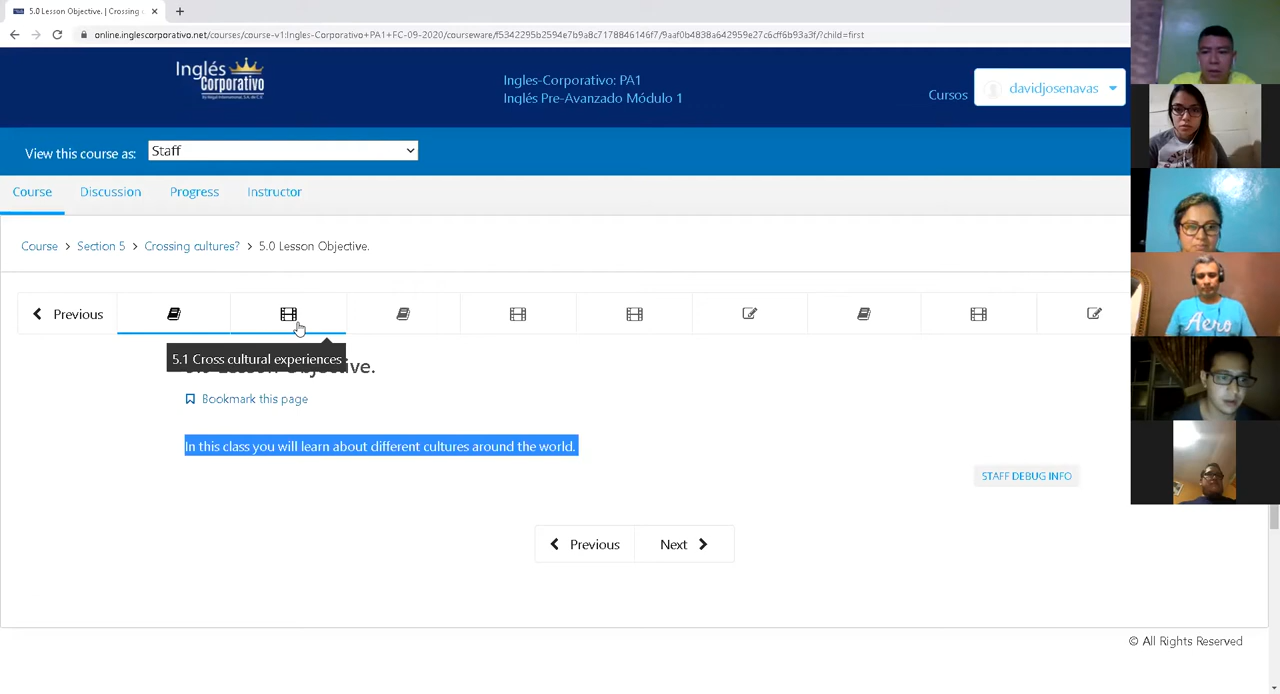 5.0 Lesson Objective. | Crossing
online.inglescorporativo.net/courses/course-v1:Ingles-Corporativo+PA1+FC-09-2020/courseware/f5342295b2594e7b9a8c7178846146f7/9aaf0b4838a642959e27c6cff6b93a3f/?child=first
Inglés
Corporativo
Ingles-Corporativo: PA1
Inglés Pre-Avanzado Módulo 1
Cursos
davidjosenavas
View this course as:
Staff
Course
Discussion
Progress
Instructor
Course > Section 5 > Crossing cultures? > 5.0 Lesson Objective.
Previous
5.1 Cross cultural experiences
Objective.
Bookmark this page
In this class you will learn about different cultures around the world.
STAFF DEBUG INFO
Previous
Next
© All Rights Reserved
Aero